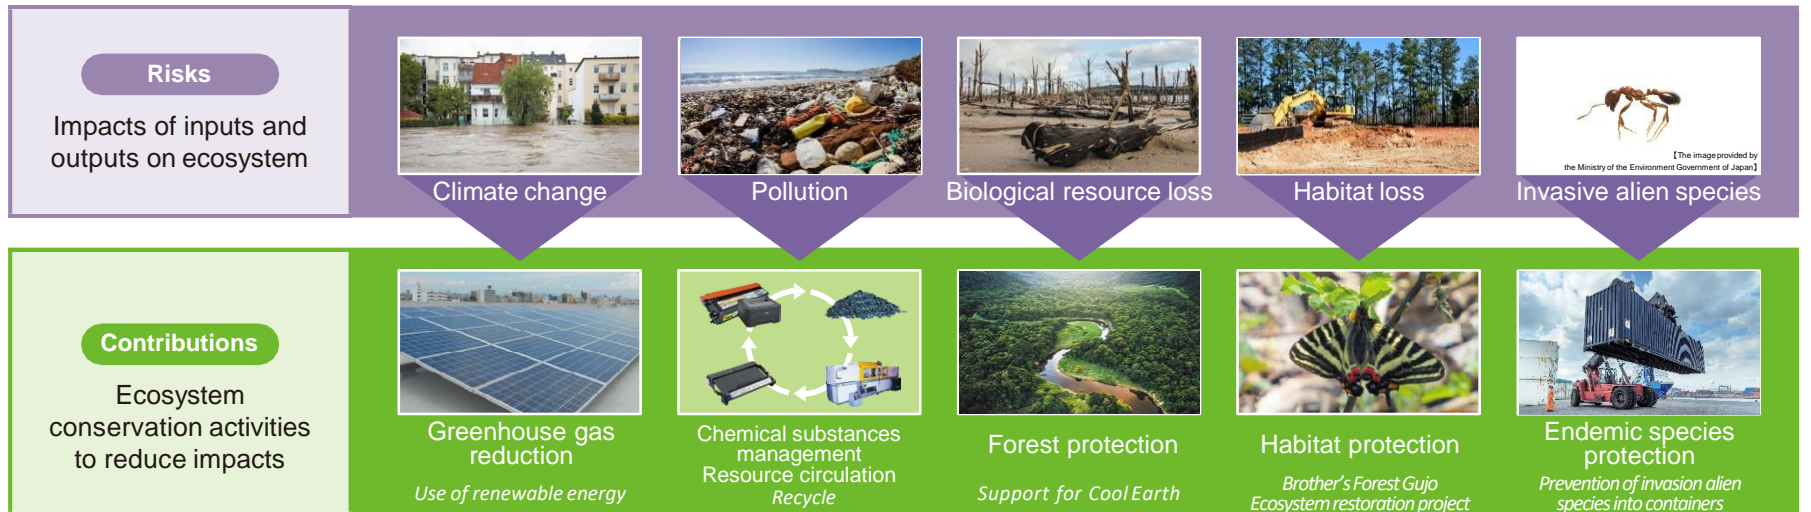 Risks
Impacts of inputs and
outputs on ecosystem
【The image provided by
the Ministry of the Environment Government of Japan】
Climate change
Pollution
Biological resource loss
Habitat loss
Invasive alien species
Contributions
Ecosystem
conservation activities
to reduce impacts
Greenhouse gas
reduction
Use of renewable energy
Chemical substances
management
Resource circulation
Recycle
Forest protection
Support for Cool Earth
Habitat protection
Brother's Forest Gujo
Ecosystem restoration project
Endemic species
protection
Prevention of invasion alien
species into containers